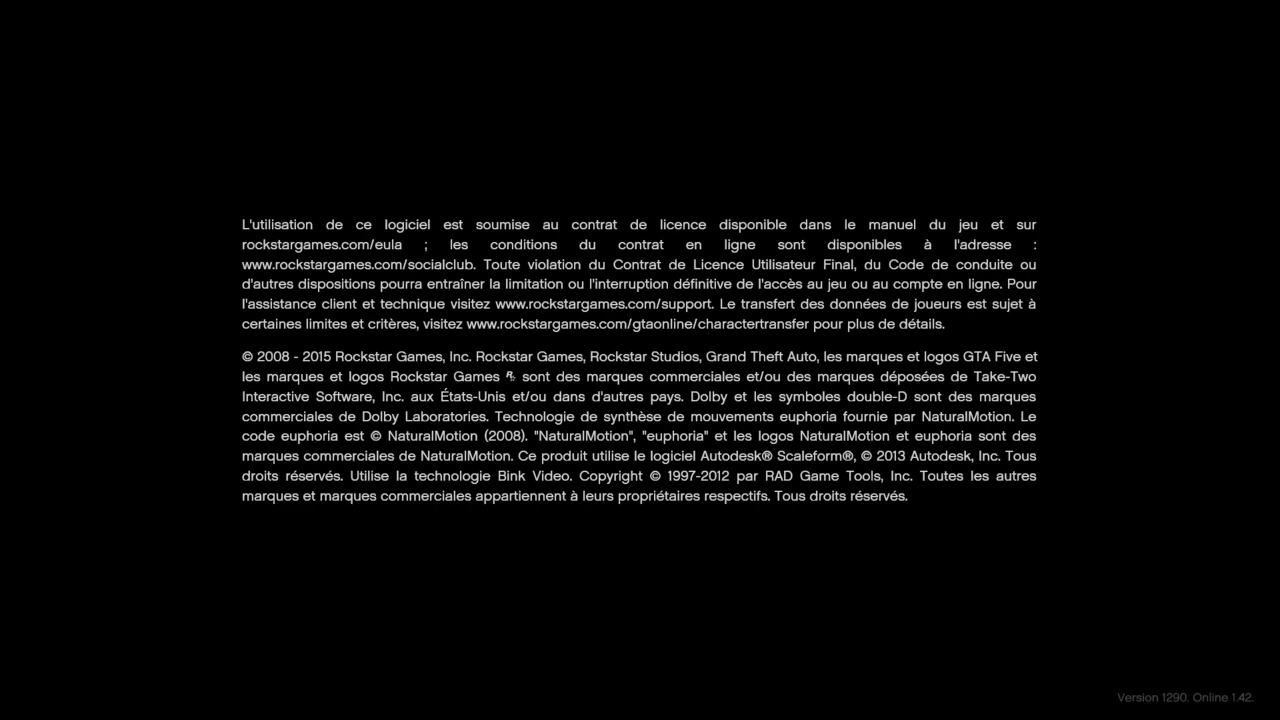 L'utilisation de ce logiciel est soumise au contrat de licence disponible dans le manuel du jeu et sur
rockstargames.com/eula ; les conditions du contrat en ligne sont disponibles à l'adresse :
www.rockstargames.com/socialclub. Toute violation du Contrat de Licence Utilisateur Final, du Code de conduite ou
d'autres dispositions pourra entraîner la limitation ou l'interruption définitive de l'accès au jeu ou au compte en ligne. Pour
l'assistance client et technique visitez www.rockstargames.com/support. Le transfert des données de joueurs est sujet à
certaines limites et critères, visitez www.rockstargames.com/gtaonline/charactertransfer pour plus de détails.
© 2008 - 2015 Rockstar Games, Inc. Rockstar Games, Rockstar Studios, Grand Theft Auto, les marques et logos GTA Five et
les marques et logos Rockstar Games R* sont des marques commerciales et/ou des marques déposées de Take-Two
Interactive Software, Inc. aux États-Unis et/ou dans d'autres pays. Dolby et les symboles double-D sont des marques
commerciales de Dolby Laboratories. Technologie de synthèse de mouvements euphoria fournie par NaturalMotion. Le
code euphoria est © NaturalMotion (2008). "NaturalMotion", "euphoria" et les logos NaturalMotion et euphoria sont des
marques commerciales de NaturalMotion. Ce produit utilise le logiciel Autodesk® Scaleform®, © 2013 Autodesk, Inc. Tous
droits réservés. Utilise la technologie Bink Video. Copyright © 1997-2012 par RAD Game Tools, Inc. Toutes les autres
marques et marques commerciales appartiennent à leurs propriétaires respectifs. Tous droits réservés.
Version 1290. Online 1.42.